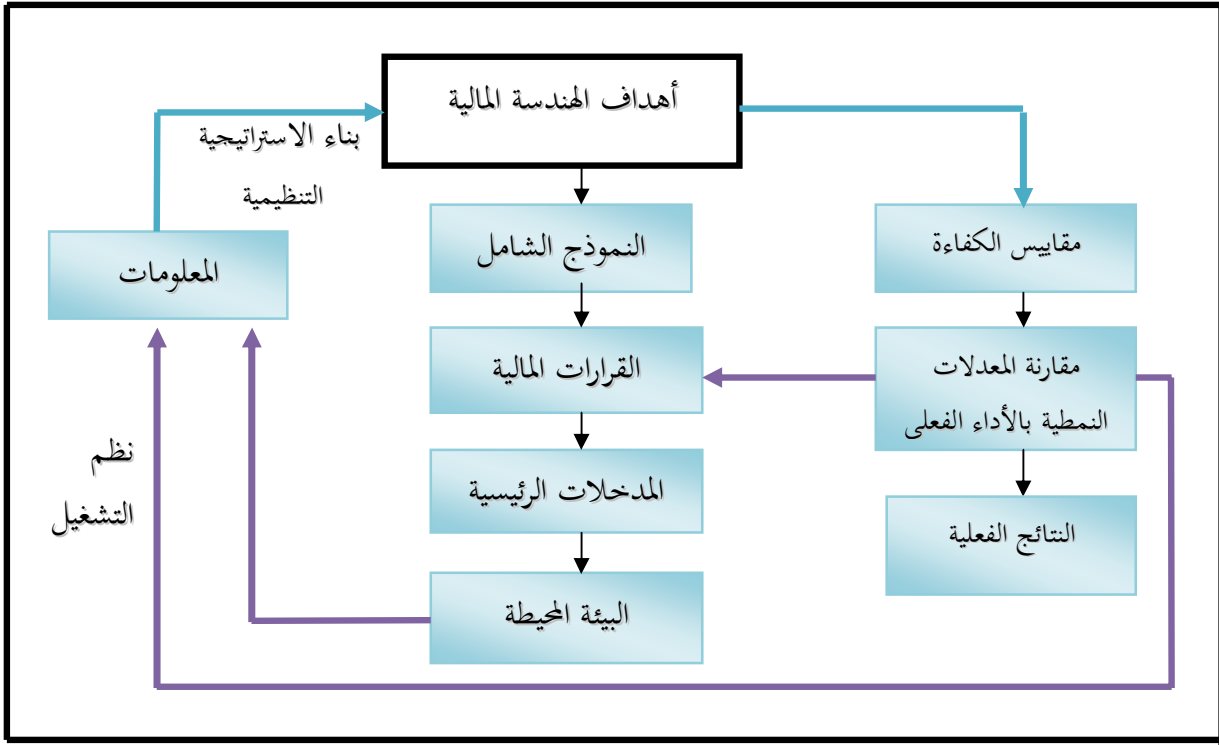 أهداف الهندسة المالية
بناء الاستراتيجية
التنظيمية
النموذج الشامل
مقاييس الكفاءة
المعلومات
القرارات المالية
مقارنة المعدلات
النمطية بالأداء الفعلى
نظم
التشغيل
المدخلات الرئيسية
النتائج الفعلية
البيئة المحيطة